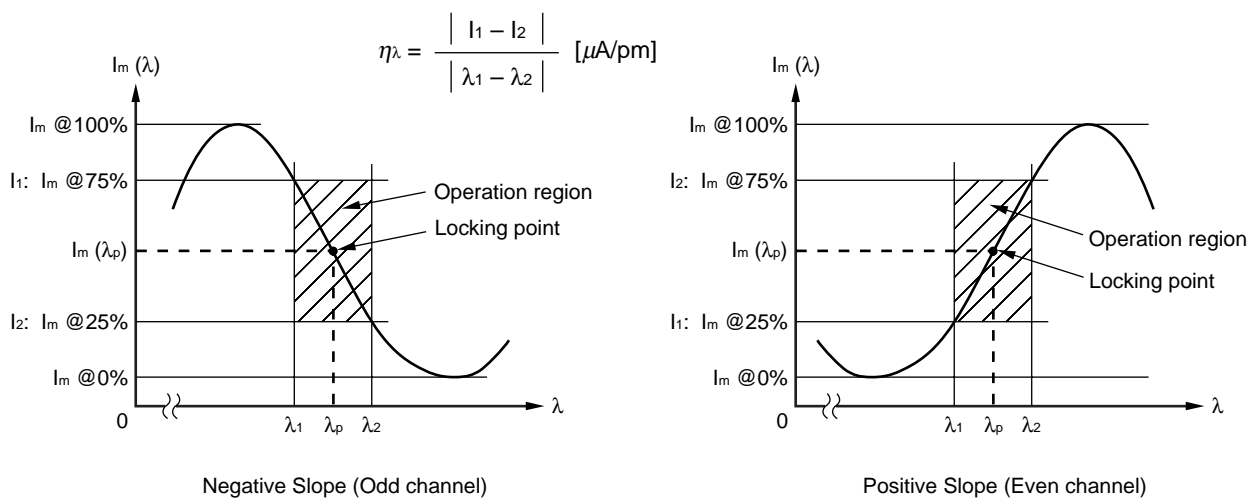 ηλ = | I1 – I2 | / | λ1 – λ2 | [μA/pm]
Im (λ)
Im @100%
I1: Im @75%
Operation region
Locking point
Im (λp)
I2: Im @25%
Im @0%
0
λ1
λp
λ2
λ
Negative Slope (Odd channel)
Im (λ)
Im @100%
I2: Im @75%
Im (λp)
Operation region
Locking point
I1: Im @25%
Im @0%
0
λ1
λp
λ2
λ
Positive Slope (Even channel)